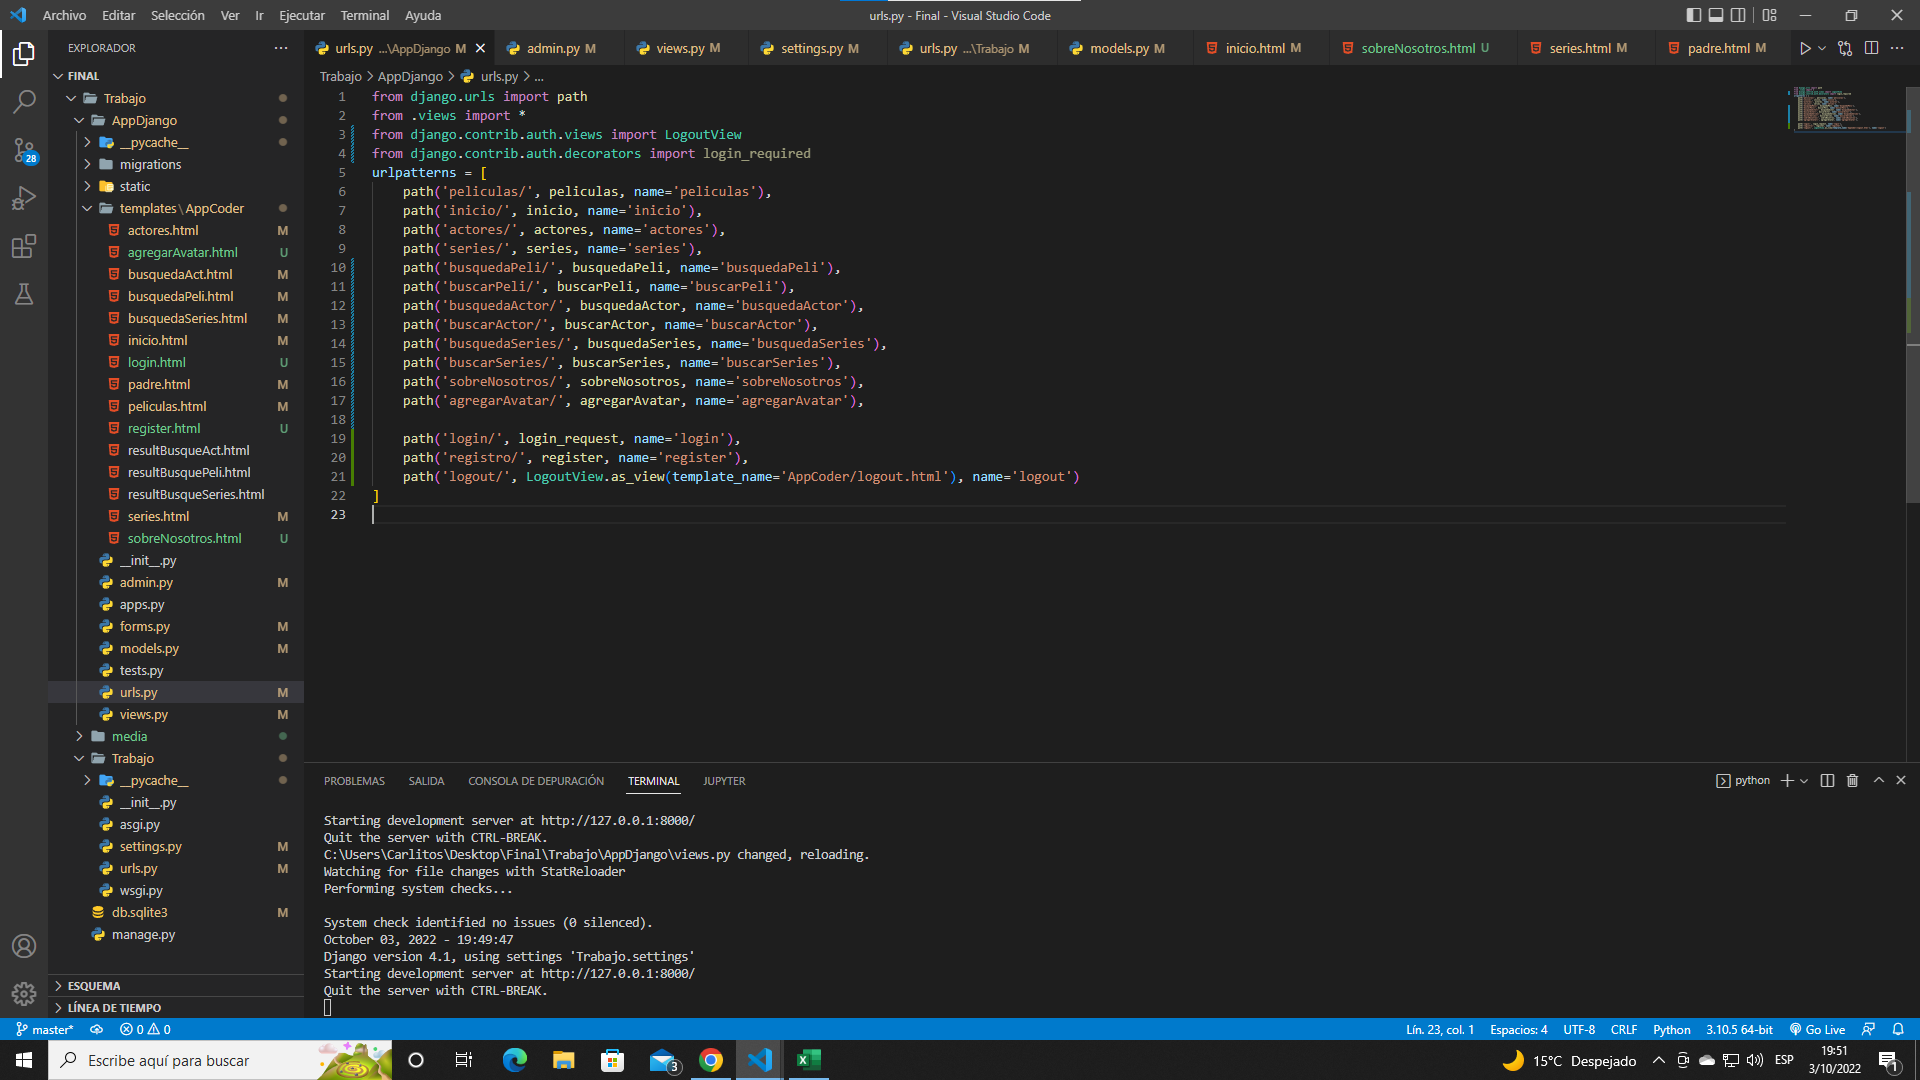 Archivo Editar Selección Ver Ir Ejecutar Terminal Ayuda
urls.py - Final - Visual Studio Code
EXPLORADOR
urls.py ...\AppDjango M
admin.py M
views.py M
settings.py M
urls.py ...\Trabajo M
models.py M
inicio.html M
sobreNosotros.html U
series.html M
padre.html M
Trabajo > AppDjango > urls.py > ...
FINAL
Trabajo
AppDjango
__pycache__
migrations
static
templates\AppCoder
actores.html M
agregarAvatar.html U
busquedaAct.html M
busquedaPeli.html M
busquedaSeries.html M
inicio.html M
login.html U
padre.html M
peliculas.html M
register.html U
resultBusqueAct.html
resultBusquePeli.html
resultBusqueSeries.html
series.html M
sobreNosotros.html U
__init__.py
admin.py M
apps.py
forms.py M
models.py M
tests.py
urls.py M
views.py M
media
Trabajo
__pycache__
__init__.py
asgi.py
settings.py M
urls.py M
wsgi.py
db.sqlite3 M
manage.py
ESQUEMA
LÍNEA DE TIEMPO
28
1 from django.urls import path
2 from .views import *
3 from django.contrib.auth.views import LogoutView
4 from django.contrib.auth.decorators import login_required
5 urlpatterns = [
6     path('peliculas/', peliculas, name='peliculas'),
7     path('inicio/', inicio, name='inicio'),
8     path('actores/', actores, name='actores'),
9     path('series/', series, name='series'),
10     path('busquedaPeli/', busquedaPeli, name='busquedaPeli'),
11     path('buscarPeli/', buscarPeli, name='buscarPeli'),
12     path('busquedaActor/', busquedaActor, name='busquedaActor'),
13     path('buscarActor/', buscarActor, name='buscarActor'),
14     path('busquedaSeries/', busquedaSeries, name='busquedaSeries'),
15     path('buscarSeries/', buscarSeries, name='buscarSeries'),
16     path('sobreNosotros/', sobreNosotros, name='sobreNosotros'),
17     path('agregarAvatar/', agregarAvatar, name='agregarAvatar'),
18
19     path('login/', login_request, name='login'),
20     path('registro/', register, name='register'),
21     path('logout/', LogoutView.as_view(template_name='AppCoder/logout.html'), name='logout')
22 ]
23
PROBLEMAS SALIDA CONSOLA DE DEPURACIÓN TERMINAL JUPYTER
python
Starting development server at http://127.0.0.1:8000/
Quit the server with CTRL-BREAK.
C:\Users\Carlitos\Desktop\Final\Trabajo\AppDjango\views.py changed, reloading.
Watching for file changes with StatReloader
Performing system checks...
System check identified no issues (0 silenced).
October 03, 2022 - 19:49:47
Django version 4.1, using settings 'Trabajo.settings'
Starting development server at http://127.0.0.1:8000/
Quit the server with CTRL-BREAK.
master* 0 0
Lín. 23, col. 1 Espacios: 4 UTF-8 CRLF Python 3.10.5 64-bit Go Live
Escribe aquí para buscar
3
15°C Despejado
ESP
19:51
3/10/2022
1